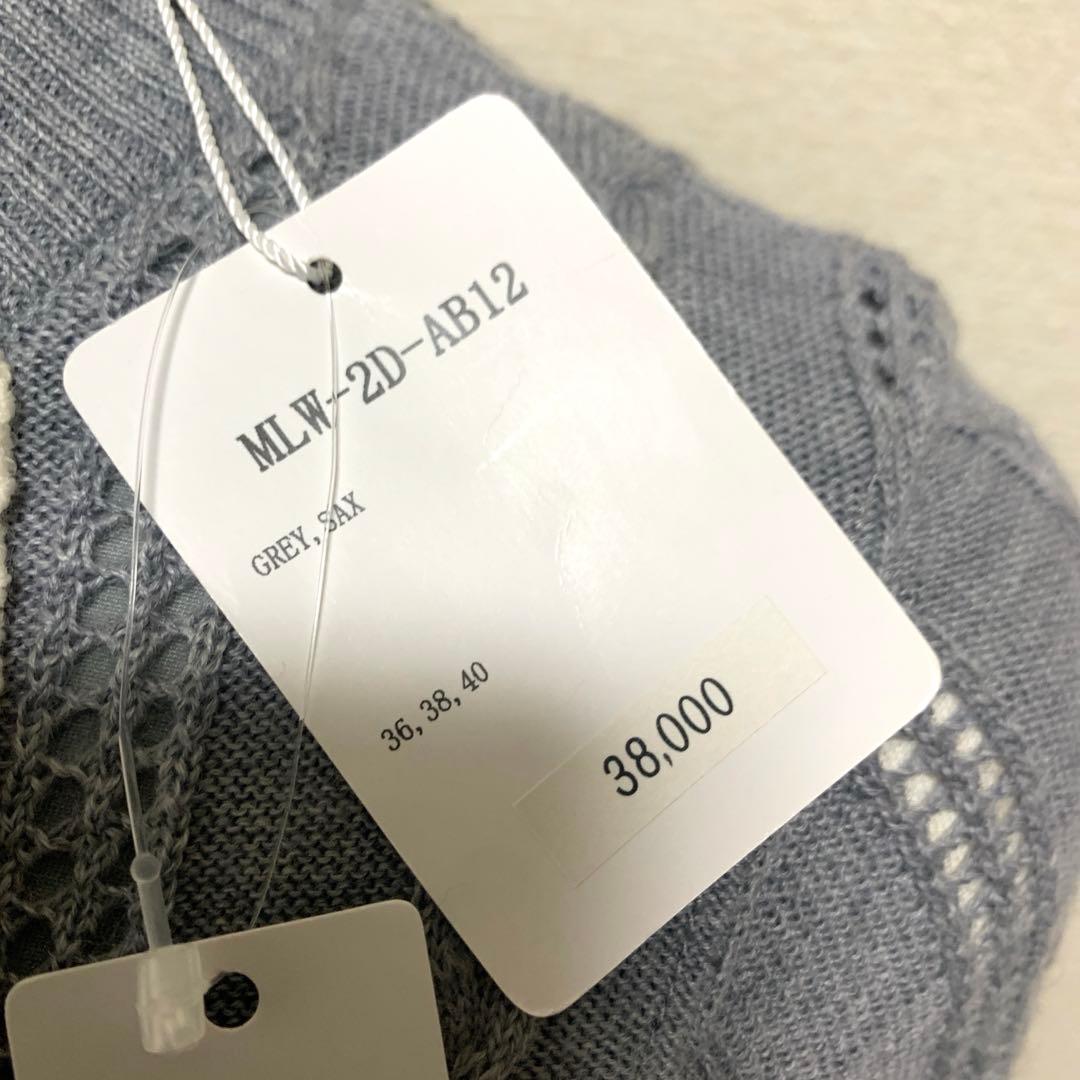 MLW-2D-AB12
GREY, SAX
36, 38, 40
38,000